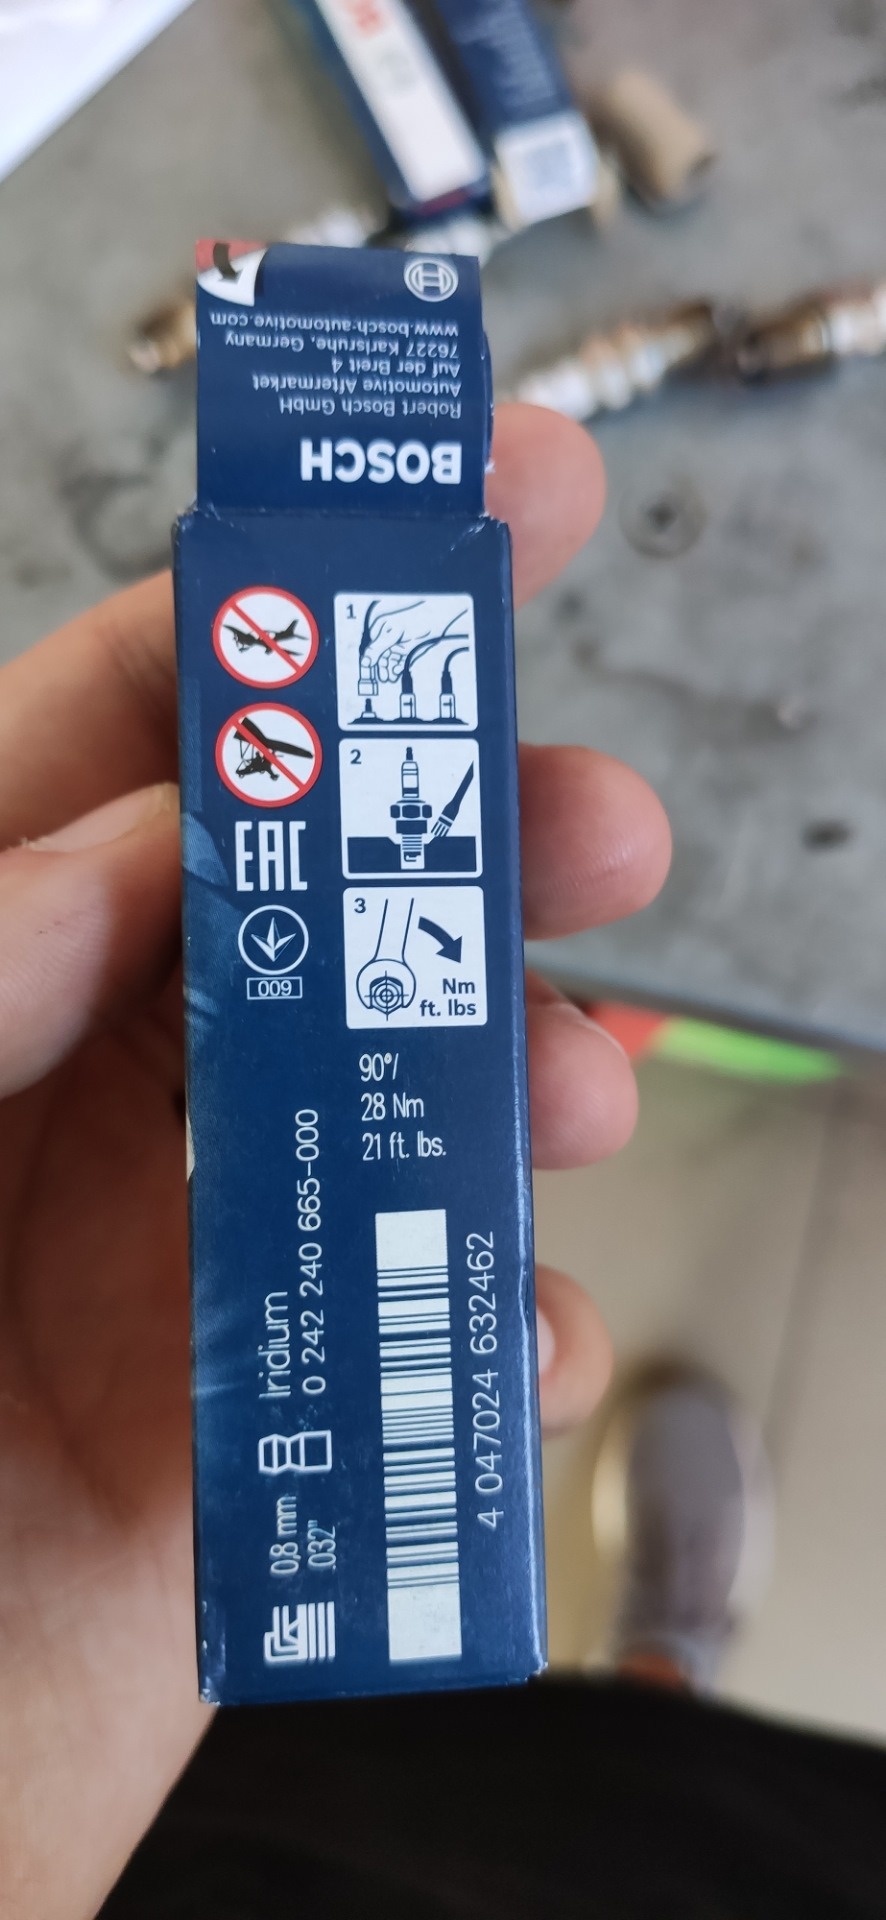 BOSCH
Robert Bosch GmbH
Automotive Aftermarket
Auf der Breit 4
76227 Karlsruhe, Germany
www.bosch-automotive.com
1
2
3
Nm
ft. lbs
EAC
009
90°/
28 Nm
21 ft. lbs.
Iridium
0 242 240 665-000
0,8 mm
.032"
4 047024 632462